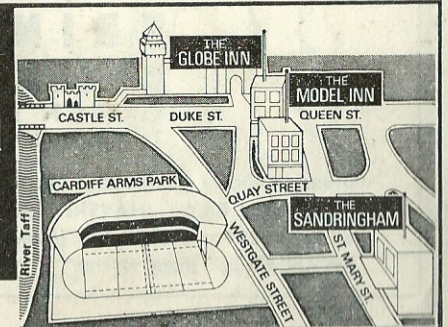 THE
GLOBE INN
THE
MODEL INN
CASTLE ST.
DUKE ST.
QUEEN ST.
CARDIFF ARMS PARK
QUAY STREET
THE
SANDRINGHAM
River Taff
WESTGATE STREET
ST. MARY ST.